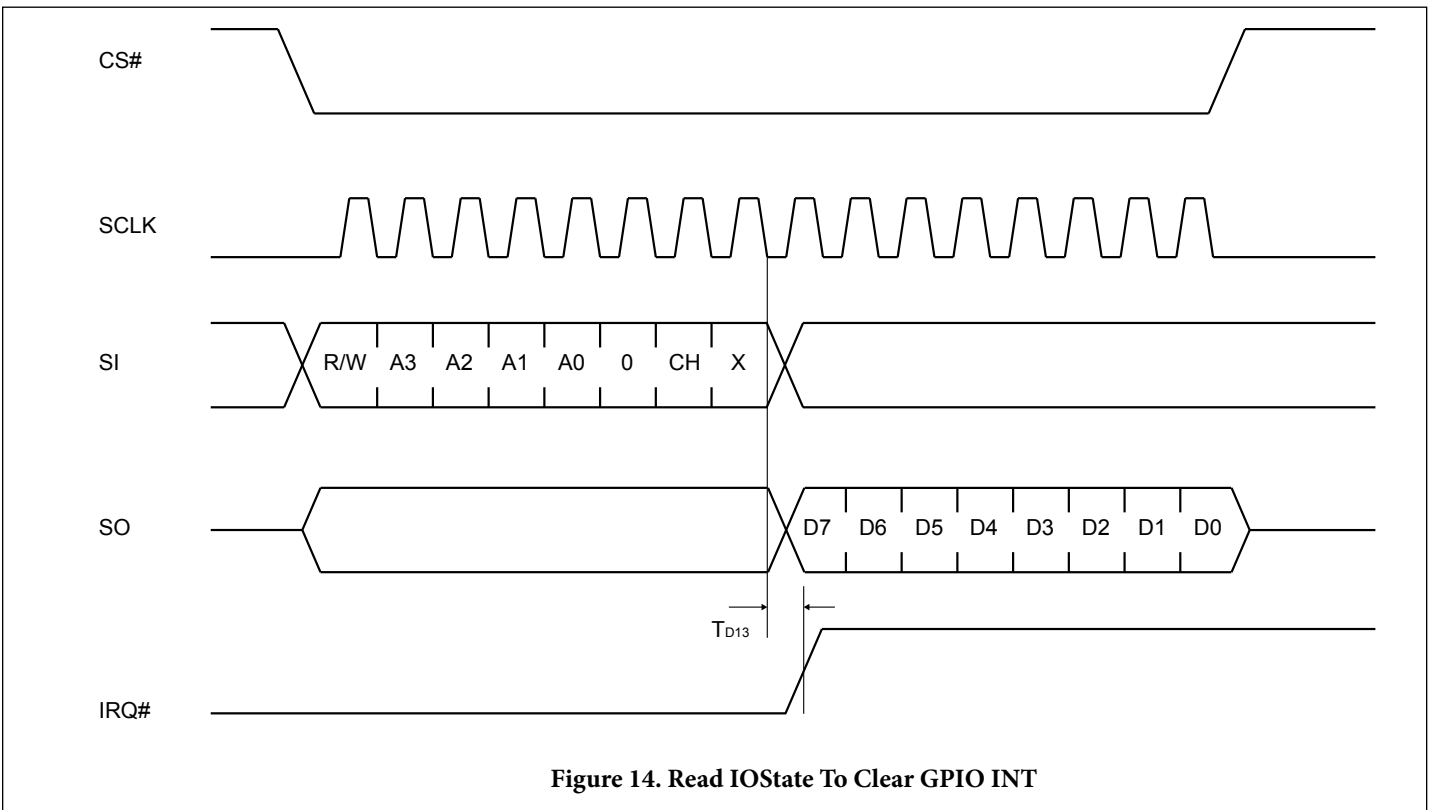 CS#
SCLK
SI
R/W A3 A2 A1 A0 0 CH X
SO
D7 D6 D5 D4 D3 D2 D1 D0
TD13
IRQ#
Figure 14. Read IOState To Clear GPIO INT